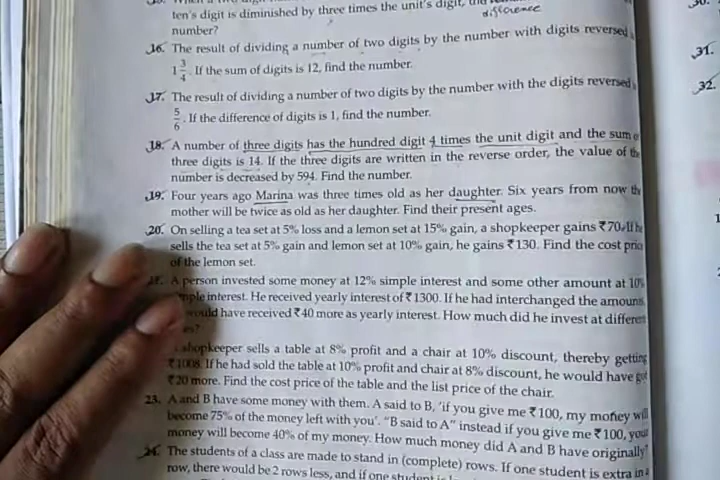 ten's digit is diminished by three times the unit's digit, the
difference
number?
16. The result of dividing a number of two digits by the number with digits reversed
1 3/4. If the sum of digits is 12, find the number.
17. The result of dividing a number of two digits by the number with the digits reversed
5/6. If the difference of digits is 1, find the number.
18. A number of three digits has the hundred digit 4 times the unit digit and the sum
three digits is 14. If the three digits are written in the reverse order, the value of the
number is decreased by 594. Find the number.
19. Four years ago Marina was three times old as her daughter. Six years from now the
mother will be twice as old as her daughter. Find their present ages.
20. On selling a tea set at 5% loss and a lemon set at 15% gain, a shopkeeper gains ₹70. If he
sells the tea set at 5% gain and lemon set at 10% gain, he gains ₹130. Find the cost price
of the lemon set.
A person invested some money at 12% simple interest and some other amount at 10%
interest. He received yearly interest of ₹1300. If he had interchanged the amounts,
would have received ₹40 more as yearly interest. How much did he invest at different
shopkeeper sells a table at 8% profit and a chair at 10% discount, thereby getting
₹1008. If he had sold the table at 10% profit and chair at 8% discount, he would have got
₹20 more. Find the cost price of the table and the list price of the chair.
23. A and B have some money with them. A said to B, 'if you give me ₹100, my money will
become 75% of the money left with you'. "B said to A" instead if you give me ₹100, your
money will become 40% of my money. How much money did A and B have originally?
24. The students of a class are made to stand in (complete) rows. If one student is extra in a
row, there would be 2 rows less, and if one student is
31.
32.